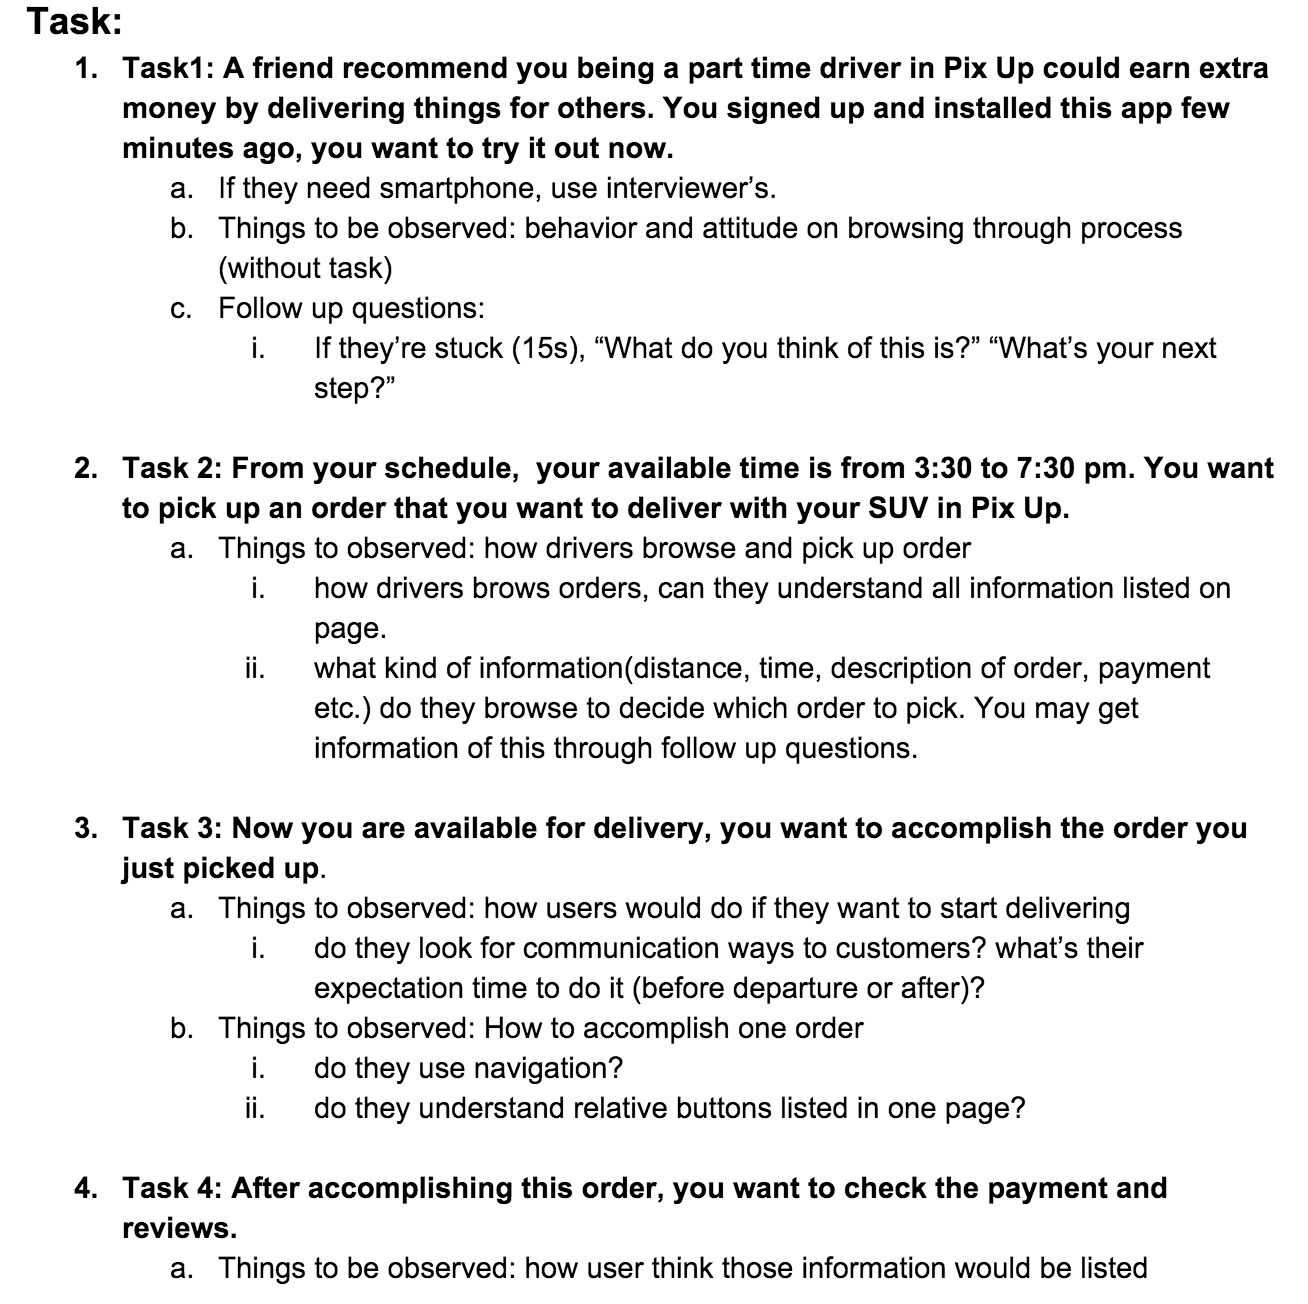 Task:
1. Task1: A friend recommend you being a part time driver in Pix Up could earn extra
money by delivering things for others. You signed up and installed this app few
minutes ago, you want to try it out now.
a. If they need smartphone, use interviewer’s.
b. Things to be observed: behavior and attitude on browsing through process
(without task)
c. Follow up questions:
i. If they’re stuck (15s), “What do you think of this is?” “What’s your next
step?”
2. Task 2: From your schedule,  your available time is from 3:30 to 7:30 pm. You want
to pick up an order that you want to deliver with your SUV in Pix Up.
a. Things to observed: how drivers browse and pick up order
i. how drivers brows orders, can they understand all information listed on
page.
ii. what kind of information(distance, time, description of order, payment
etc.) do they browse to decide which order to pick. You may get
information of this through follow up questions.
3. Task 3: Now you are available for delivery, you want to accomplish the order you
just picked up.
a. Things to observed: how users would do if they want to start delivering
i. do they look for communication ways to customers? what’s their
expectation time to do it (before departure or after)?
b. Things to observed: How to accomplish one order
i. do they use navigation?
ii. do they understand relative buttons listed in one page?
4. Task 4: After accomplishing this order, you want to check the payment and
reviews.
a. Things to be observed: how user think those information would be listed